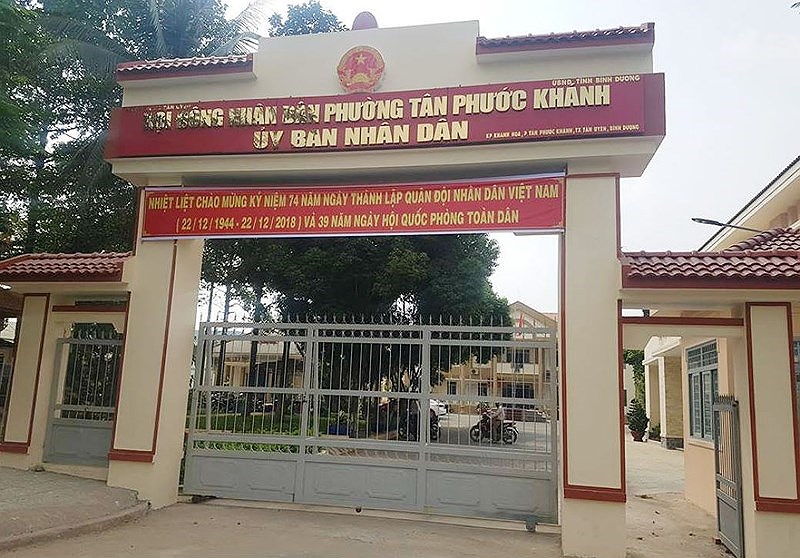 UBND, TỈNH BÌNH DƯƠNG
HỘI ĐỒNG NHÂN DÂN PHƯỜNG TÂN PHƯỚC KHÁNH
ỦY BAN NHÂN DÂN
KP KHÁNH HOÀ, P TÂN PHƯỚC KHÁNH, TX TÂN UYÊN, BÌNH DƯƠNG
NHIỆT LIỆT CHÀO MỪNG KỶ NIỆM 74 NĂM NGÀY THÀNH LẬP QUÂN ĐỘI NHÂN DÂN VIỆT NAM
( 22 / 12 / 1944 - 22 / 12 / 2018 ) VÀ 39 NĂM NGÀY HỘI QUỐC PHÒNG TOÀN DÂN